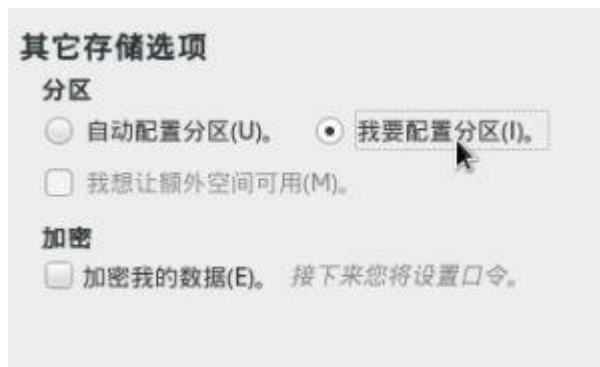 其它存储选项
分区
自动配置分区(U)。 我要配置分区(I)。
我想让额外空间可用(M)。
加密
加密我的数据(E)。 接下来您将设置口令。